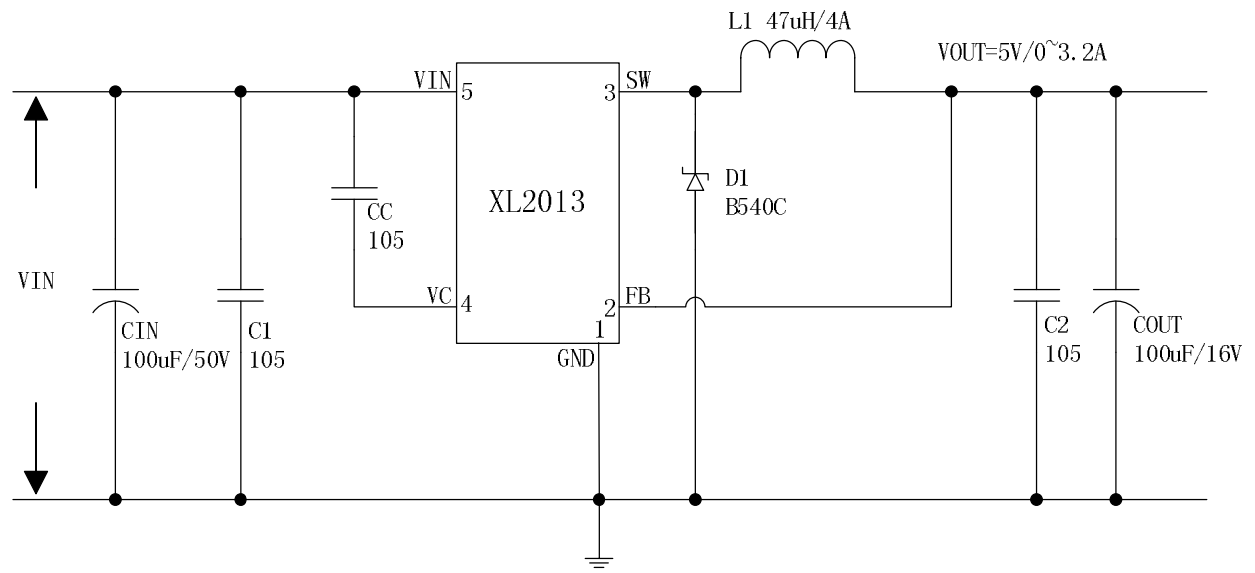 L1 47uH/4A
VOUT=5V/0~3.2A
VIN
5
3
SW
XL2013
D1
B540C
CC
105
VIN
VC
4
2
FB
1
GND
CIN
100uF/50V
C1
105
C2
105
COUT
100uF/16V